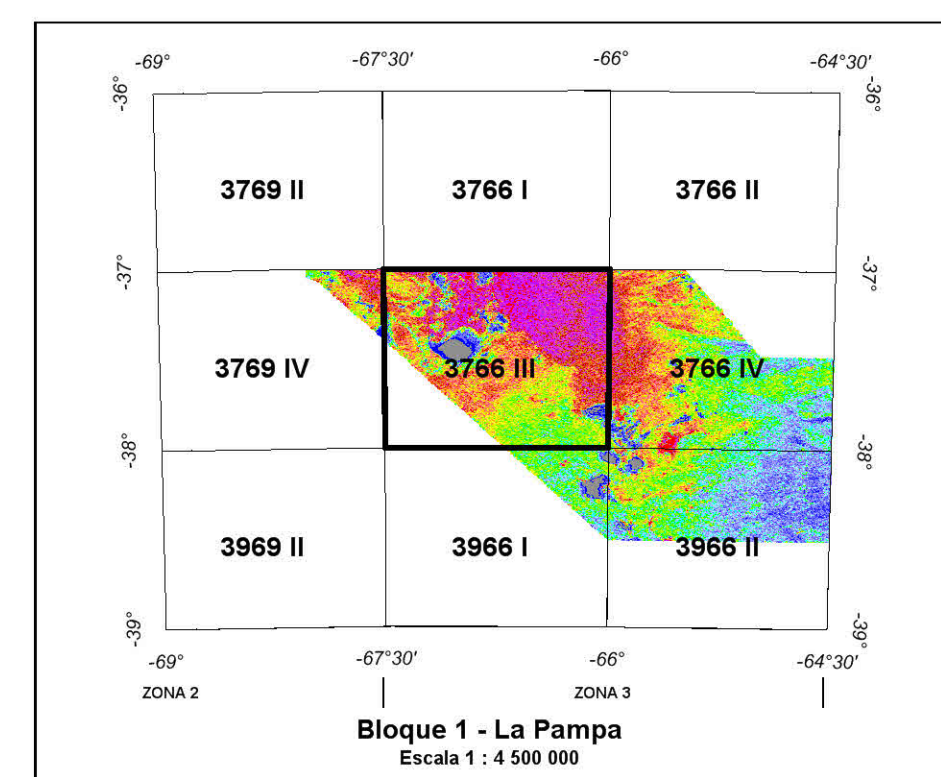 -69° -67°30' -66° -64°30'
-36° -36°
3769 II 3766 I 3766 II
-37° -37°
3769 IV 3766 III 3766 IV
-38° -38°
3969 II 3966 I 3966 II
-39° -39°
-69° -67°30' -66° -64°30'
ZONA 2 ZONA 3
Bloque 1 - La Pampa
Escala 1 : 4 500 000